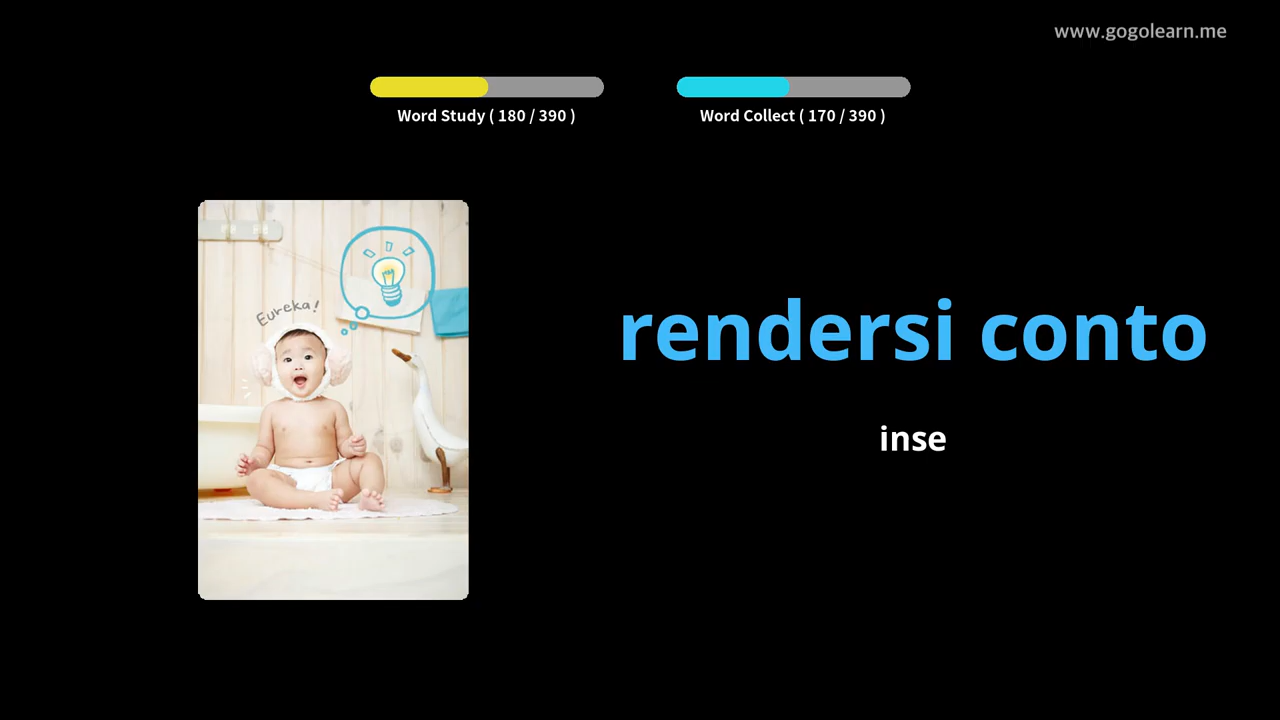 www.gogolearn.me
Word Study ( 180 / 390 )
Word Collect ( 170 / 390 )
Eureka!
rendersi conto
inse